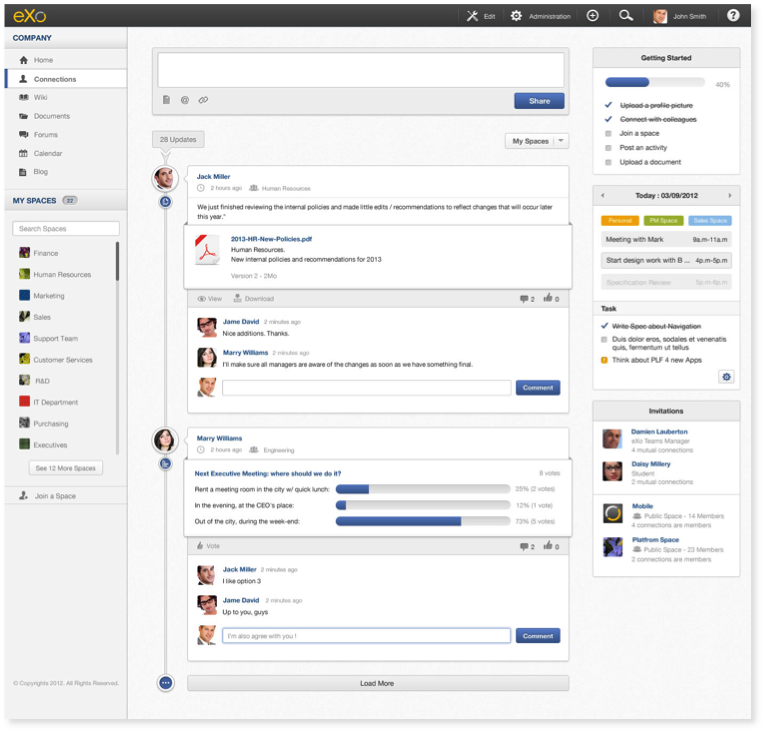 eXo
Edit
Administration
John Smith
?
COMPANY
Home
Connections
Wiki
Documents
Forums
Calendar
Blog
MY SPACES 22
Search Spaces
Finance
Human Resources
Marketing
Sales
Support Team
Customer Services
R&D
IT Department
Purchasing
Executives
See 12 More Spaces
Join a Space
© Copyrights 2012. All Rights Reserved.
@
Share
28 Updates
My Spaces
Jack Miller
2 hours ago Human Resources
We just finished reviewing the internal policies and made little edits / recommendations to reflect changes that will occur later
this year."
2013-HR-New-Policies.pdf
Human Resources.
New internal policies and recommendations for 2013
Version 2 - 2Mo
View Download 2 0
Jame David 2 minutes ago
Nice additions. Thanks.
Marry Williams 2 minutes ago
I'll make sure all managers are aware of the changes as soon as we have something final.
Comment
Marry Williams
2 hours ago Engineering
Next Executive Meeting: where should we do it? 8 votes
Rent a meeting room in the city w/ quick lunch: 25% (2 votes)
In the evening, at the CEO's place: 12% (1 vote)
Out of the city, during the week-end: 73% (5 votes)
Vote 2 0
Jack Miller 2 minutes ago
I like option 3
Jame David 2 minutes ago
Up to you, guys
I'm also agree with you ! Comment
Load More
Getting Started
40%
Upload a profile picture
Connect with colleagues
Join a space
Post an activity
Upload a document
Today : 03/09/2012
Personal PM Space Sales Space
Meeting with Mark 9a.m-11a.m
Start design work with B ... 4p.m-5p.m
Specification Review 5p.m-6p.m
Task
Write Spec about Navigation
Duis dolor eros, sodales et venenatis
quis, fermentum ut tellus
Think about PLF 4 new Apps
Invitations
Damien Lauberton
eXo Teams Manager
4 mutual connections
Daisy Millery
Student
2 mutual connections
Mobile
Public Space - 14 Members
4 connections are members
Platfrom Space
Public Space - 23 Members
2 connections are members